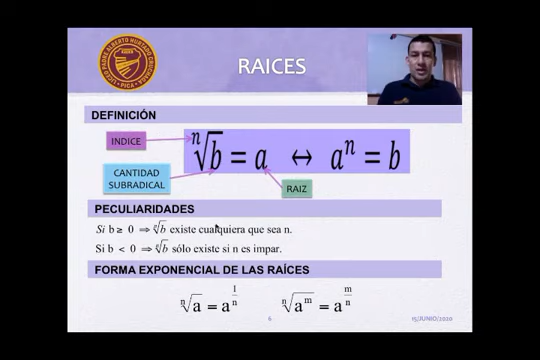 RAICES
DEFINICIÓN
INDICE
ⁿ√b = a ↔ aⁿ = b
CANTIDAD
SUBRADICAL
RAIZ
PECULIARIDADES
Si b ≥ 0 ⇒ ⁿ√b existe cualquiera que sea n.
Si b < 0 ⇒ ⁿ√b sólo existe si n es impar.
FORMA EXPONENCIAL DE LAS RAÍCES
ⁿ√a = a^(1/n) ⁿ√a^m = a^(m/n)
6
15/JUNIO/2020